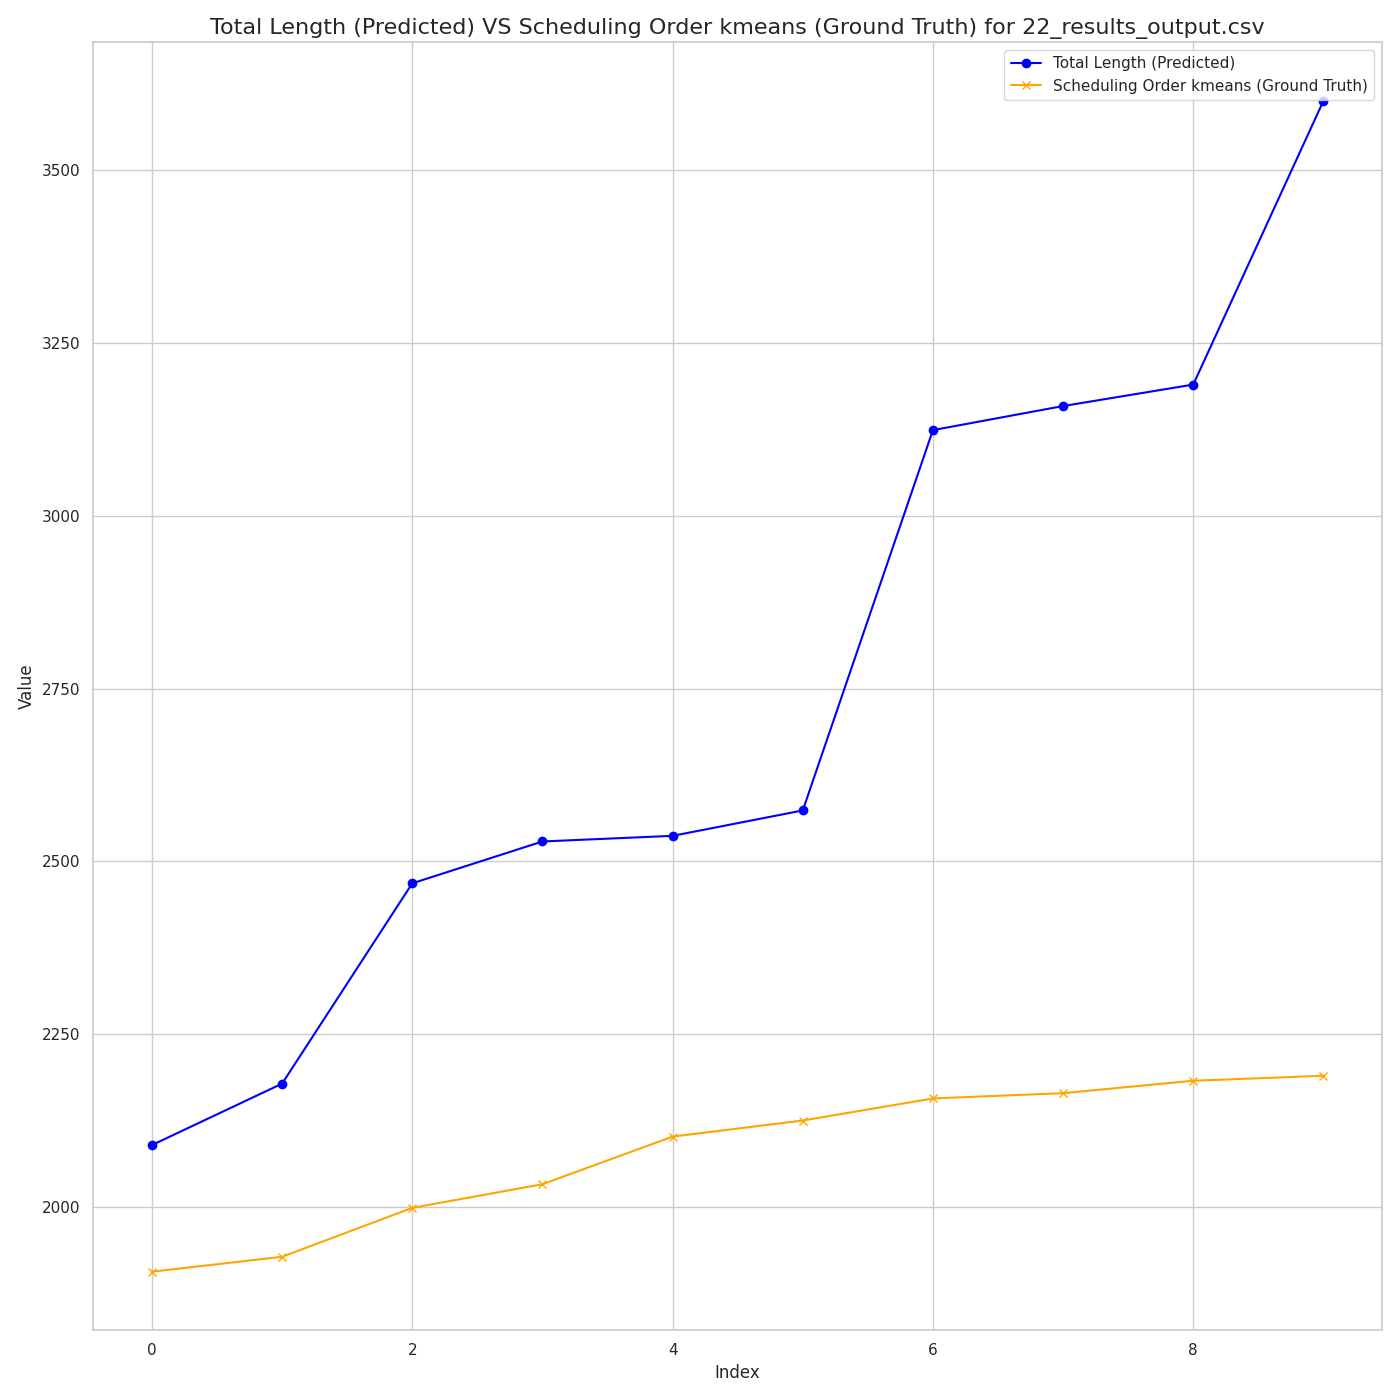 Total Length (Predicted) VS Scheduling Order kmeans (Ground Truth) for 22_results_output.csv
Total Length (Predicted)
Scheduling Order kmeans (Ground Truth)
3500
3250
3000
2750
2500
2250
2000
Value
0 2 4 6 8
Index